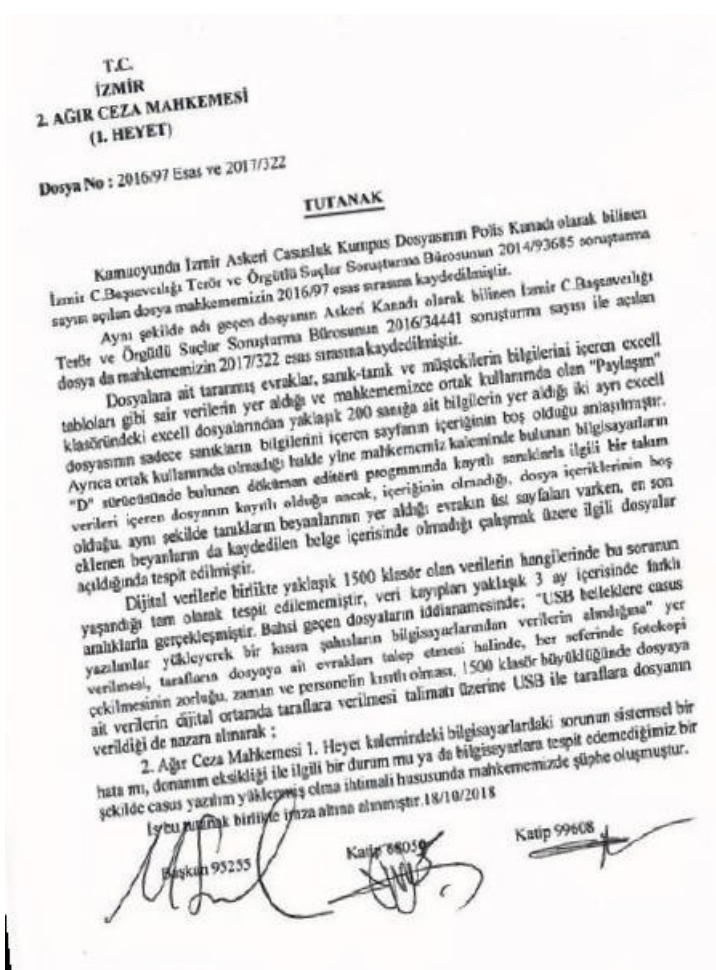 T.C.
İZMİR
2. AĞIR CEZA MAHKEMESİ
(1. HEYET)
Dosya No : 2016/97 Esas ve 2017/322
TUTANAK
Kamuoyunda İzmir Askeri Casusluk Kumpas Dosyasının Polis Kanadı olarak bilinen
İzmir C.Başsavcılığı Terör ve Örgütlü Suçlar Soruşturma Bürosunun 2014/93685 soruşturma
sayısı açılan dosya mahkememizin 2016/97 esas sırasına kaydedilmiştir.
Aynı şekilde adı geçen dosyanın Askeri Kanadı olarak bilinen İzmir C.Başsavcılığı
Terör ve Örgütlü Suçlar Soruşturma Bürosunun 2016/34441 soruşturma sayısı ile açılan
dosya da mahkememizin 2017/322 esas sırasına kaydedilmiştir.
Dosyalara ait taranmış evraklar, sanık-tanık ve müştekilerin bilgilerini içeren excell
tabloları gibi sair verilerin yer aldığı ve mahkememizce ortak kullanımda olan "Paylaşım"
klasöründeki excell dosyalarından yaklaşık 200 sanığa ait bilgilerin yer aldığı iki ayrı excell
dosyasının sadece sanıkların bilgilerini içeren sayfanın içeriğinin boş olduğu anlaşılmıştır.
Ayrıca ortak kullanımda olmadığı halde yine mahkememiz kaleminde bulunan bilgisayarların
"D" sürücüsünde bulunan döküman editörü programında kayıtlı sanıklarla ilgili bir takım
verileri içeren dosyanın kayıtlı olduğu ancak, içeriğinin olmadığı, dosya içeriklerinin boş
olduğu, aynı şekilde tanıkların beyanlarının yer aldığı evrakın üst sayfaları varken, en son
eklenen beyanların da kaydedilen belge içerisinde olmadığı çalışmak üzere ilgili dosyalar
açıldığında tespit edilmiştir.
Dijital verilerle birlikte yaklaşık 1500 klasör olan verilerin hangilerinde bu sorunun
yaşandığı tam olarak tespit edilememiştir, veri kayıpları yaklaşık 3 ay içerisinde farklı
aralıklarla gerçekleşmiştir. Bahsi geçen dosyaların iddianamesinde; "USB belleklere casus
yazılımlar yükleyerek bir kısım şahısların bilgisayarlarından verilerin alındığına" yer
verilmesi, tarafların dosyaya ait evrakları talep etmesi halinde, her seferinde fotokopi
çekilmesinin zorluğu, zaman ve personelin kısıtlı olması, 1500 klasör büyüklüğünde dosyaya
ait verilerin dijital ortamda taraflara verilmesi talimatı üzerine USB ile taraflara dosyanın
verildiği de nazara alınarak ;
2. Ağır Ceza Mahkemesi 1. Heyet kalemindeki bilgisayarlardaki sorunun sistemsel bir
hata mı, donanım eksikliği ile ilgili bir durum mu ya da bilgisayarlara tespit edemediğimiz bir
şekilde casus yazılım yüklenmiş olma ihtimali hususunda mahkememizde şüphe oluşmuştur.
İşbu tutanak birlikte imza altına alınmıştır.18/10/2018
Başkan 95255
Katip 88059
Katip 99608